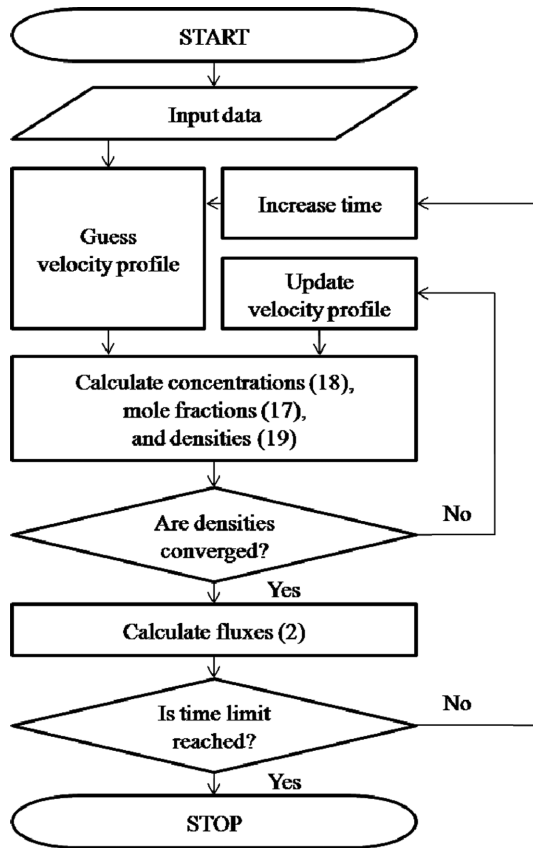 START
Input data
Guess
velocity profile
Increase time
Update
velocity profile
Calculate concentrations (18),
mole fractions (17),
and densities (19)
Are densities
converged?
No
Yes
Calculate fluxes (2)
Is time limit
reached?
No
Yes
STOP